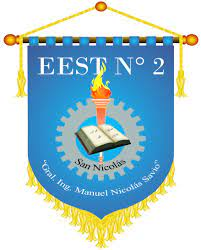 EEST N° 2
San Nicolás
"Gral. Ing. Manuel Nicolás Savio"